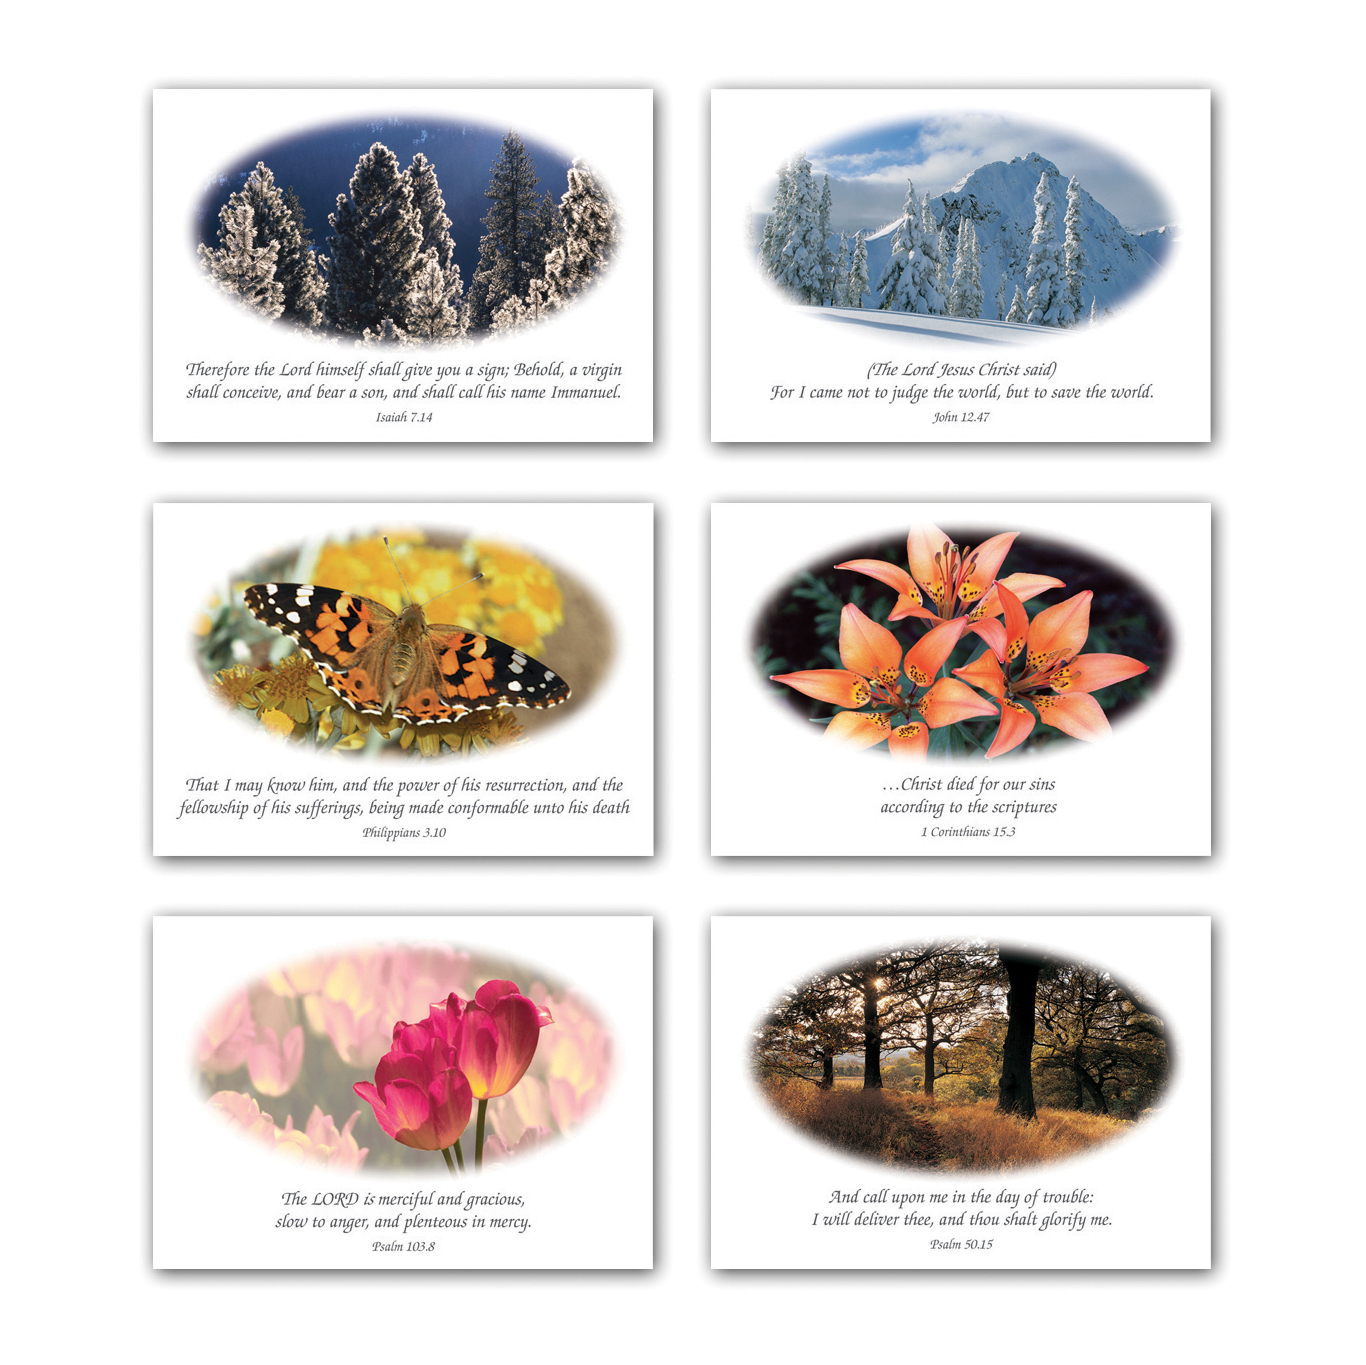 Therefore the Lord himself shall give you a sign; Behold, a virgin
shall conceive, and bear a son, and shall call his name Immanuel.
Isaiah 7.14
(The Lord Jesus Christ said)
For I came not to judge the world, but to save the world.
John 12.47
That I may know him, and the power of his resurrection, and the
fellowship of his sufferings, being made conformable unto his death
Philippians 3.10
...Christ died for our sins
according to the scriptures
1 Corinthians 15.3
The LORD is merciful and gracious,
slow to anger, and plenteous in mercy.
Psalm 103.8
And call upon me in the day of trouble:
I will deliver thee, and thou shalt glorify me.
Psalm 50.15